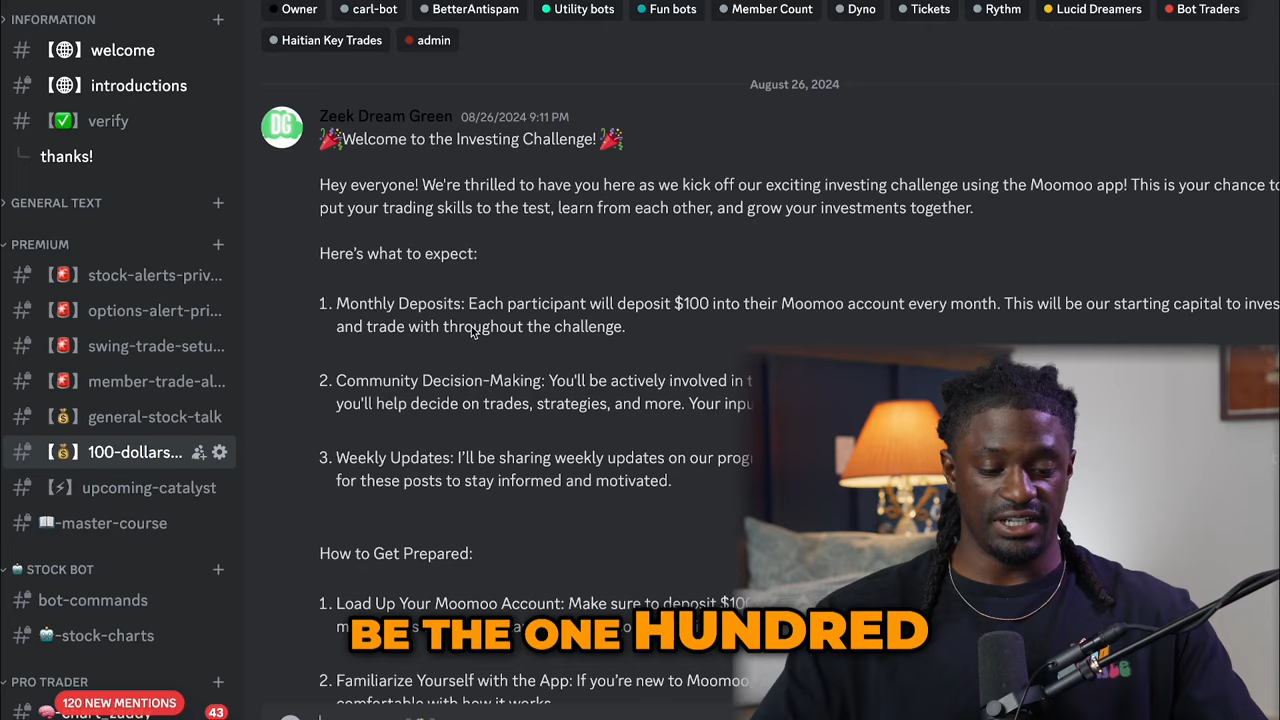 INFORMATION
welcome
introductions
verify
thanks!
GENERAL TEXT
PREMIUM
stock-alerts-priv...
options-alert-pri...
swing-trade-setu...
member-trade-al...
general-stock-talk
100-dollars...
upcoming-catalyst
-master-course
STOCK BOT
bot-commands
-stock-charts
PRO TRADER
120 NEW MENTIONS
43
Owner carl-bot BetterAntispam Utility bots Fun bots Member Count Dyno Tickets Rythm Lucid Dreamers Bot Traders
Haitian Key Trades admin
August 26, 2024
DG
Zeek Dream Green 08/26/2024 9:11 PM
Welcome to the Investing Challenge!
Hey everyone! We're thrilled to have you here as we kick off our exciting investing challenge using the Moomoo app! This is your chance to
put your trading skills to the test, learn from each other, and grow your investments together.
Here's what to expect:
1. Monthly Deposits: Each participant will deposit $100 into their Moomoo account every month. This will be our starting capital to inves
and trade with throughout the challenge.
2. Community Decision-Making: You'll be actively involved in t
you'll help decide on trades, strategies, and more. Your inpu
3. Weekly Updates: I'll be sharing weekly updates on our prog
for these posts to stay informed and motivated.
How to Get Prepared:
1. Load Up Your Moomoo Account: Make sure to deposit $100
BE THE ONE HUNDRED
2. Familiarize Yourself with the App: If you're new to Moomoo,
comfortable with how it works.